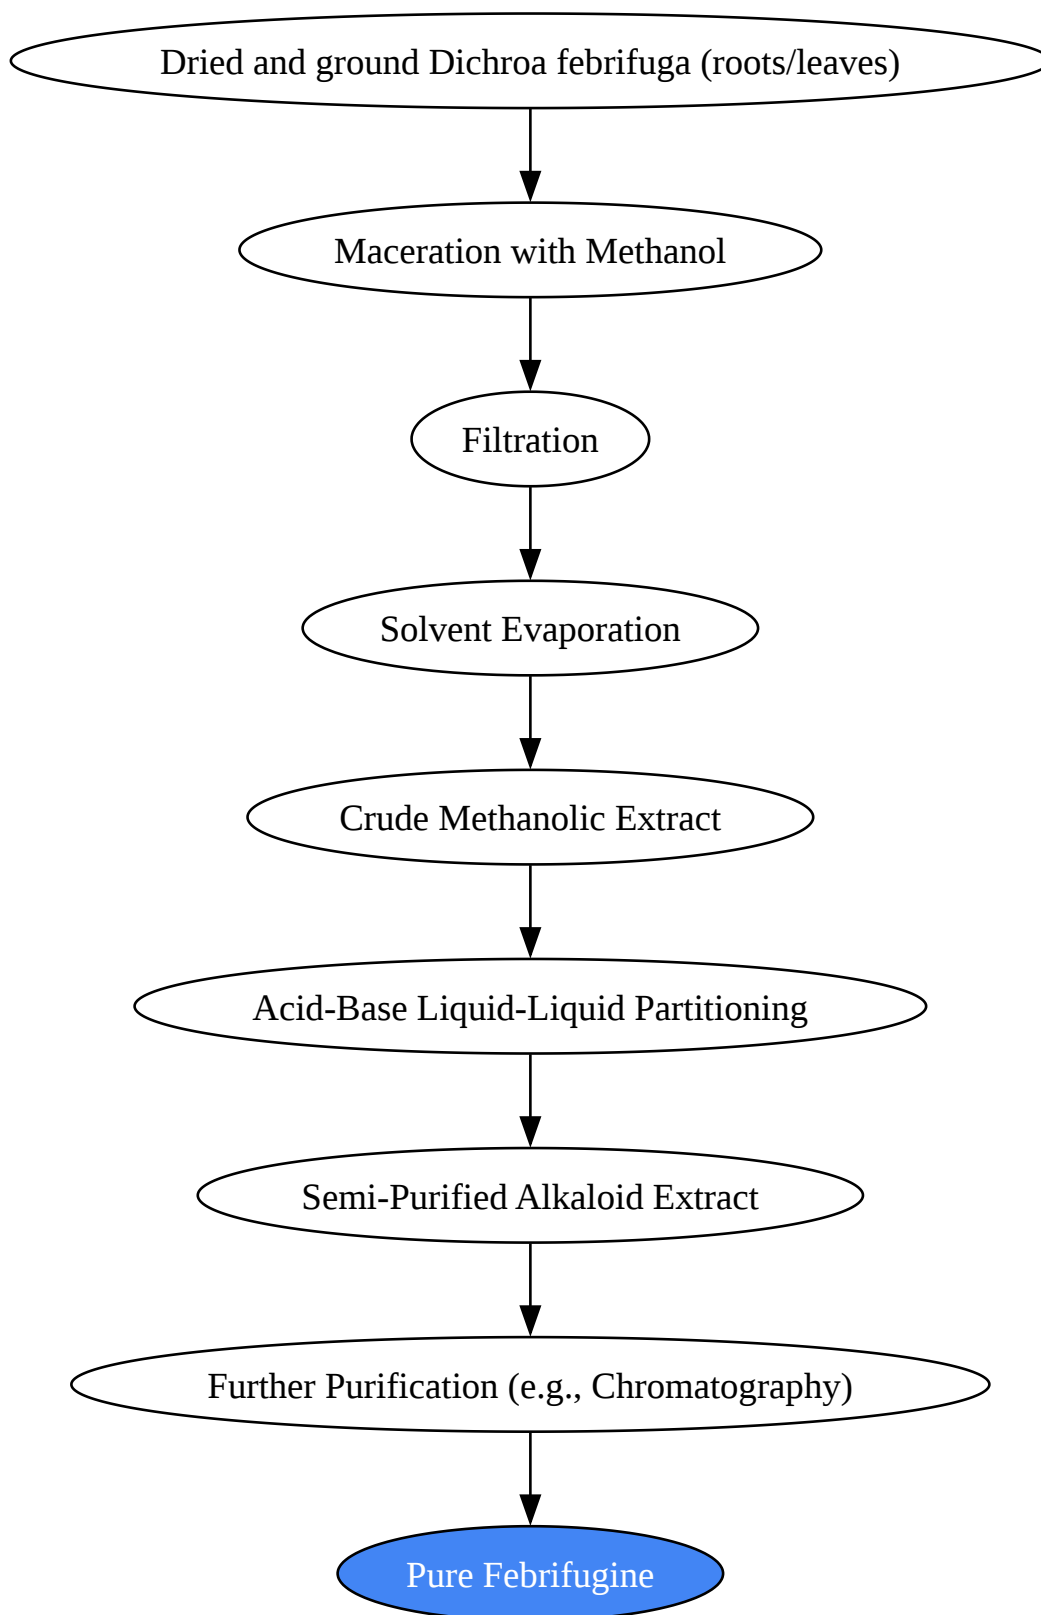 Dried and ground Dichroa febrifuga (roots/leaves)
Maceration with Methanol
Filtration
Solvent Evaporation
Crude Methanolic Extract
Acid-Base Liquid-Liquid Partitioning
Semi-Purified Alkaloid Extract
Further Purification (e.g., Chromatography)
Pure Febrifugine